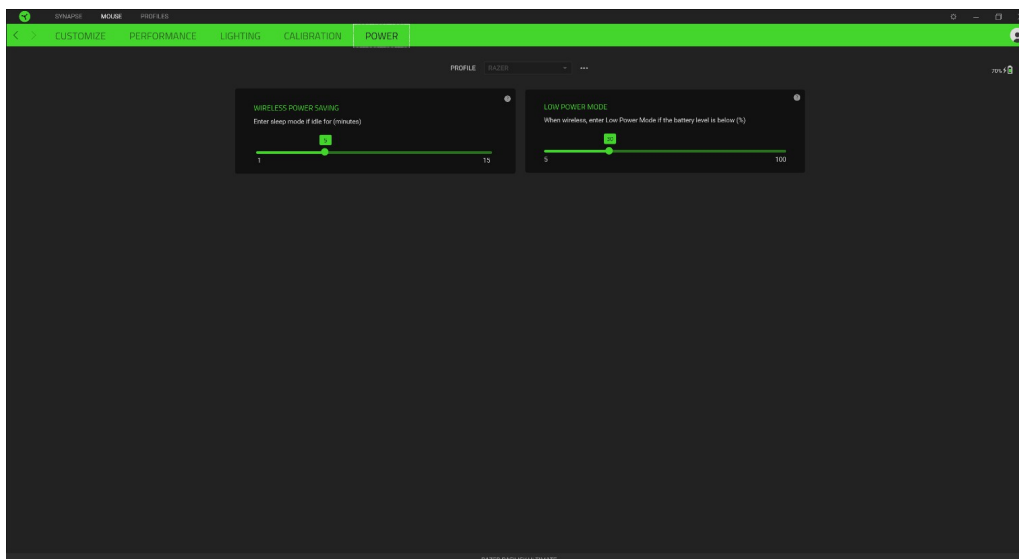 SYNAPSE MOUSE PROFILES
CUSTOMIZE PERFORMANCE LIGHTING CALIBRATION POWER
PROFILE RAZER
70%
WIRELESS POWER SAVING
Enter sleep mode if idle for (minutes)
5
1 15
LOW POWER MODE
When wireless, enter Low Power Mode if the battery level is below (%)
30
5 100